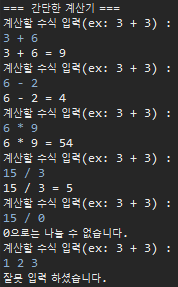 === 간단한 계산기 ===
계산할 수식 입력(ex: 3 + 3) :
3 + 6
3 + 6 = 9
계산할 수식 입력(ex: 3 + 3) :
6 - 2
6 - 2 = 4
계산할 수식 입력(ex: 3 + 3) :
6 * 9
6 * 9 = 54
계산할 수식 입력(ex: 3 + 3) :
15 / 3
15 / 3 = 5
계산할 수식 입력(ex: 3 + 3) :
15 / 0
0으로는 나눌 수 없습니다.
계산할 수식 입력(ex: 3 + 3) :
1 2 3
잘못 입력 하셨습니다.